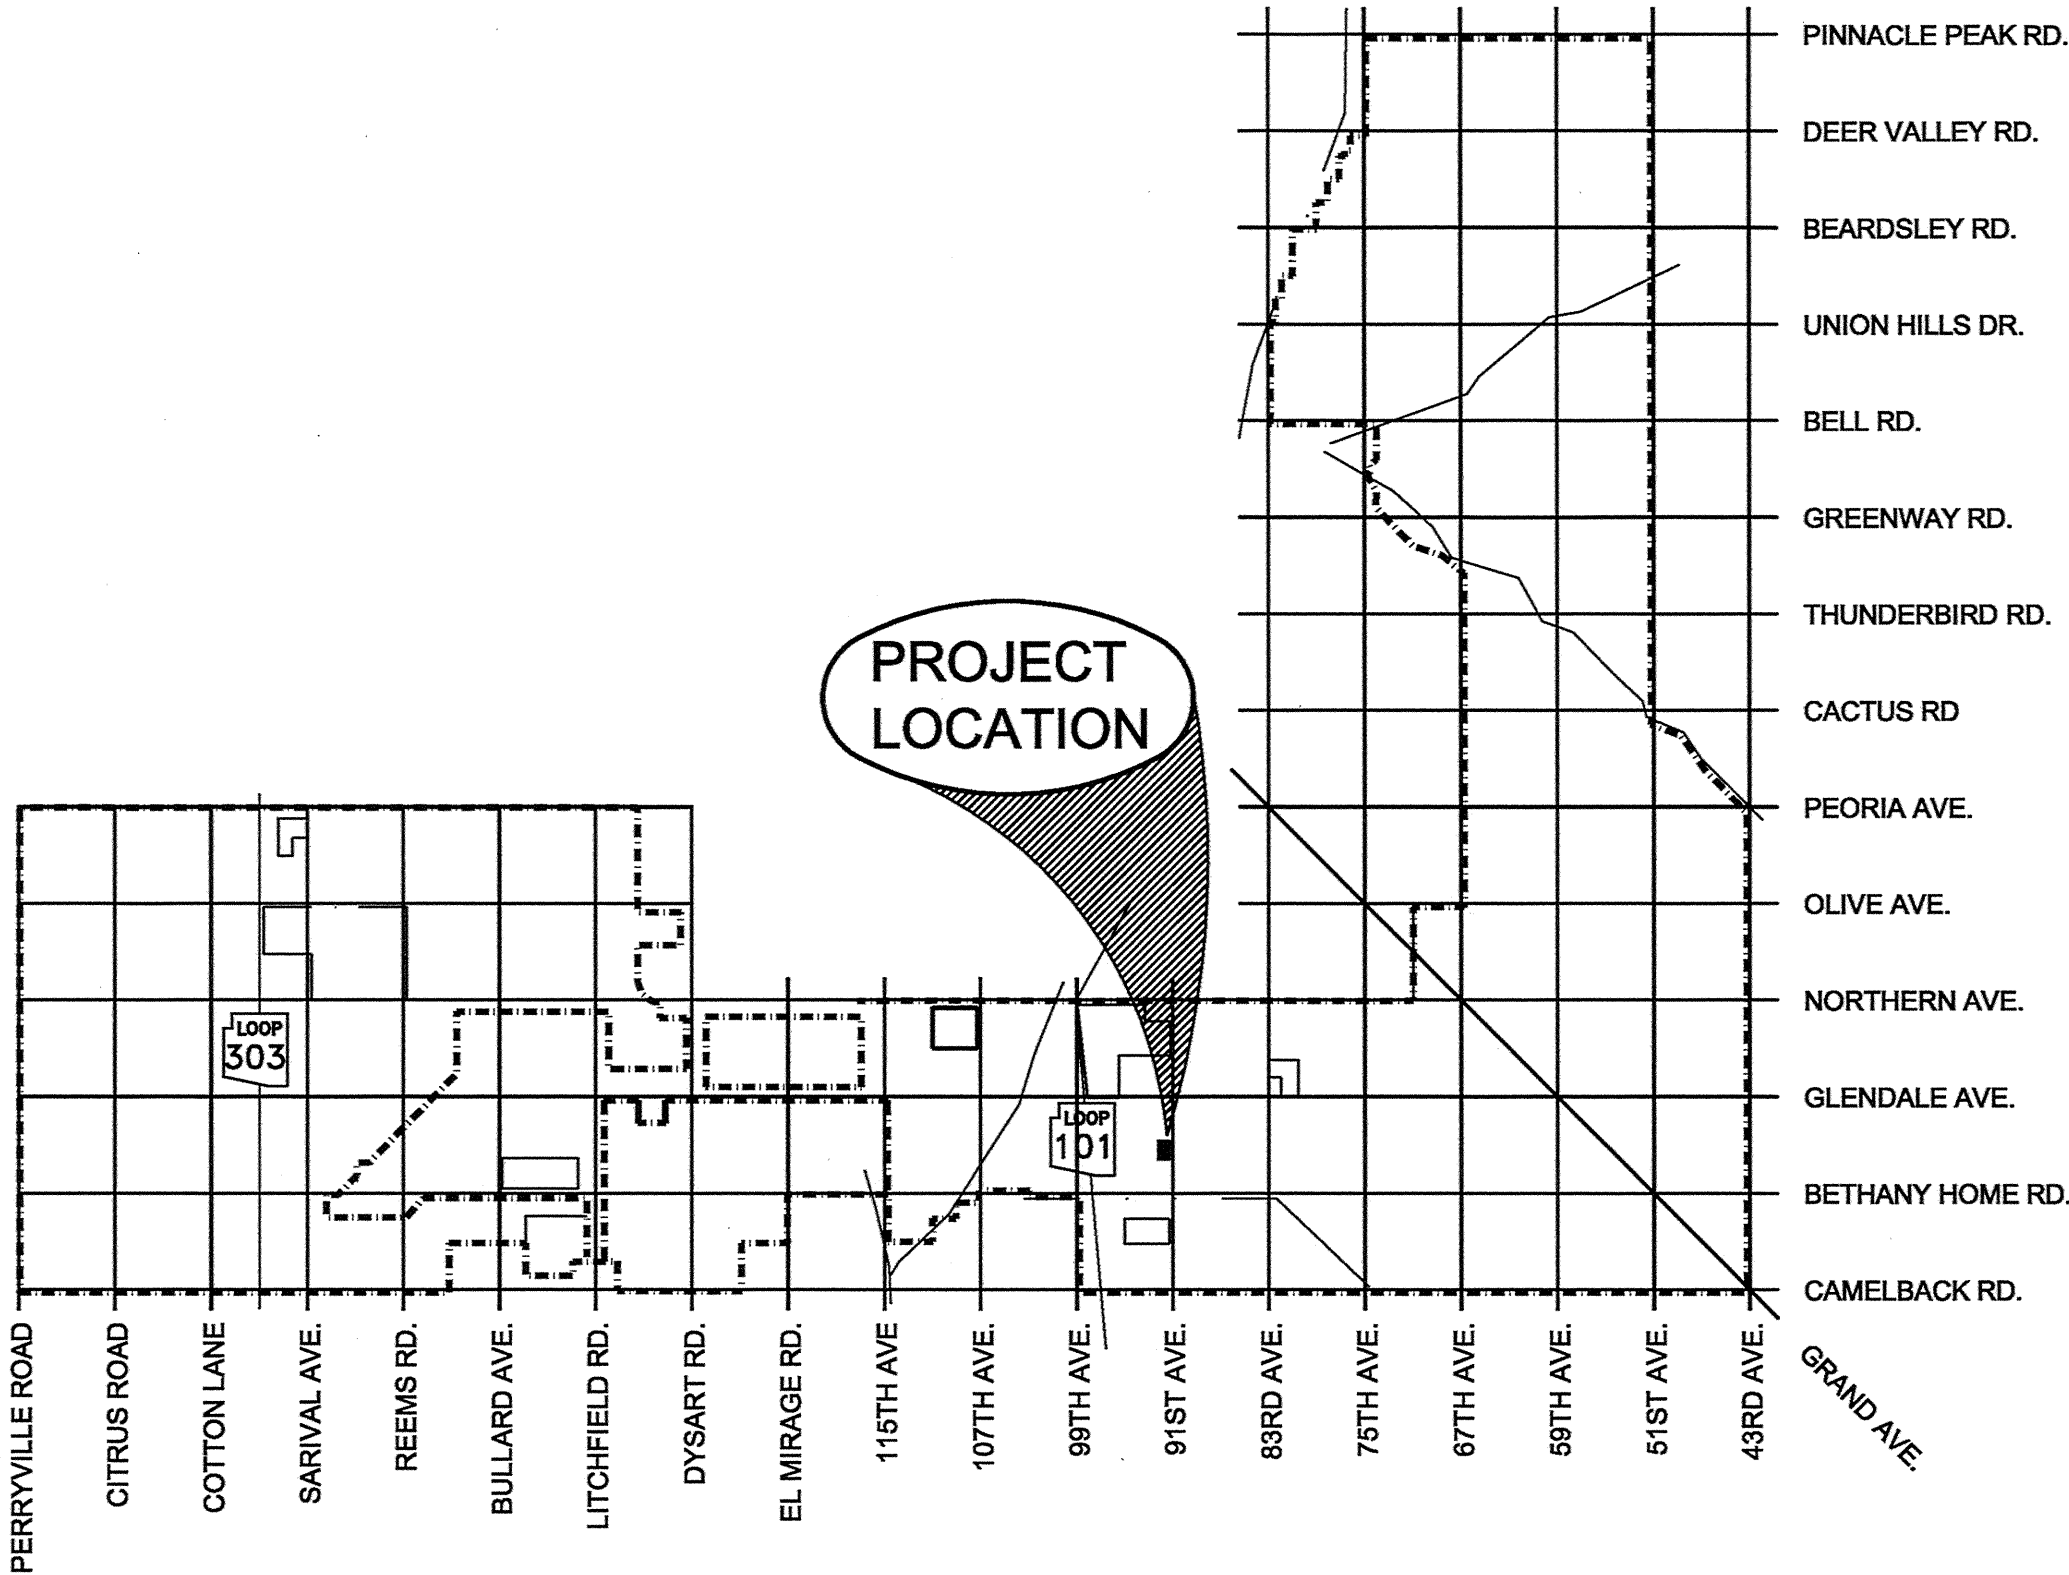 PINNACLE PEAK RD.
DEER VALLEY RD.
BEARDSLEY RD.
UNION HILLS DR.
BELL RD.
GREENWAY RD.
THUNDERBIRD RD.
PROJECT
LOCATION
CACTUS RD
PEORIA AVE.
OLIVE AVE.
NORTHERN AVE.
LOOP
303
GLENDALE AVE.
LOOP
101
BETHANY HOME RD.
CAMELBACK RD.
PERRYVILLE ROAD
CITRUS ROAD
COTTON LANE
SARIVAL AVE.
REEMS RD.
BULLARD AVE.
LITCHFIELD RD.
DYSART RD.
EL MIRAGE RD.
115TH AVE
107TH AVE.
99TH AVE.
91ST AVE.
83RD AVE.
75TH AVE.
67TH AVE.
59TH AVE.
51ST AVE.
43RD AVE.
GRAND AVE.